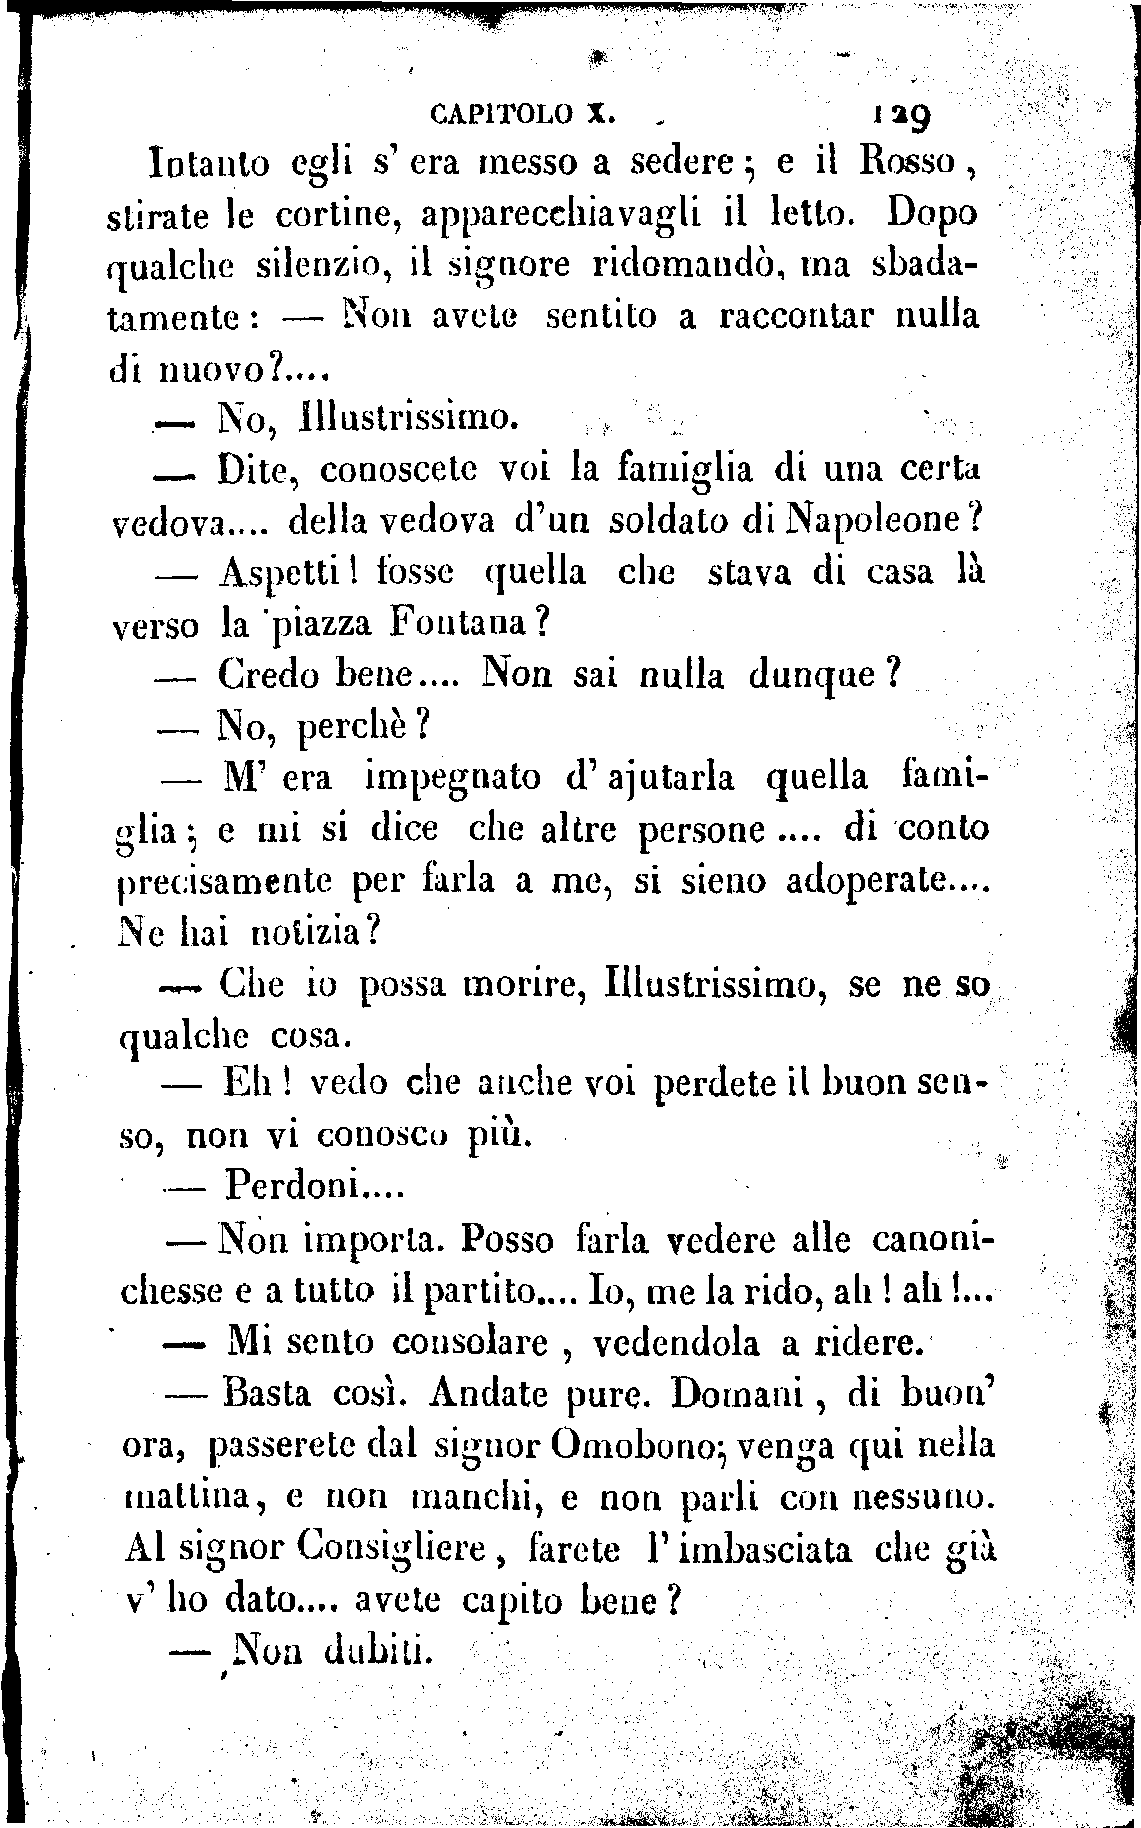 CAPITOLO X. 129
Intanto egli s' era messo a sedere; e il Rosso,
stirate le cortine, apparecchiavagli il letto. Dopo
qualche silenzio, il signore ridomandò, ma sbada-
tamente: — Non avete sentito a raccontar nulla
di nuovo?....
— No, Illustrissimo.
— Dite, conoscete voi la famiglia di una certa
vedova.... della vedova d'un soldato di Napoleone?
— Aspetti! fosse quella che stava di casa là
verso la piazza Fontana?
— Credo bene.... Non sai nulla dunque?
— No, perchè?
— M' era impegnato d' ajutarla quella fami-
glia; e mi si dice che altre persone .... di conto
precisamente per farla a me, si sieno adoperate....
Ne hai notizia?
— Che io possa morire, Illustrissimo, se ne so
qualche cosa.
— Eh! vedo che anche voi perdete il buon sen-
so, non vi conosco più.
— Perdoni....
— Non importa. Posso farla vedere alle canoni-
chesse e a tutto il partito.... Io, me la rido, ah! ah!...
— Mi sento consolare, vedendola a ridere.
— Basta così. Andate pure. Domani, di buon'
ora, passerete dal signor Omobono; venga qui nella
mattina, e non manchi, e non parli con nessuno.
Al signor Consigliere, farete l' imbasciata che già
v' ho dato.... avete capito bene?
— Non dubiti.